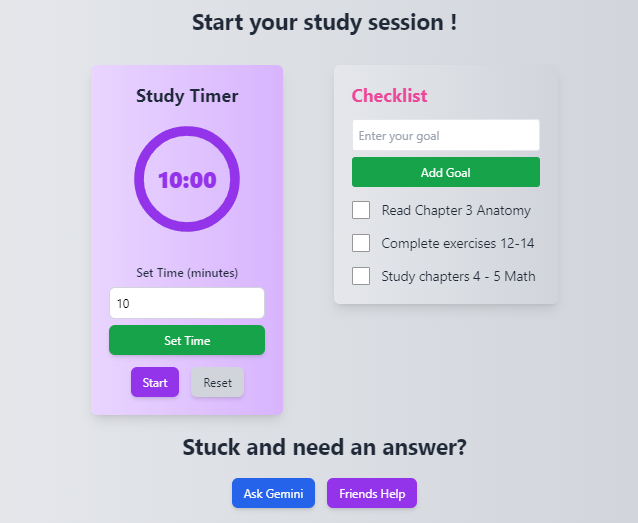 Start your study session !
Study Timer
10:00
Set Time (minutes)
10
Set Time
Start
Reset
Checklist
Enter your goal
Add Goal
Read Chapter 3 Anatomy
Complete exercises 12-14
Study chapters 4 - 5 Math
Stuck and need an answer?
Ask Gemini
Friends Help